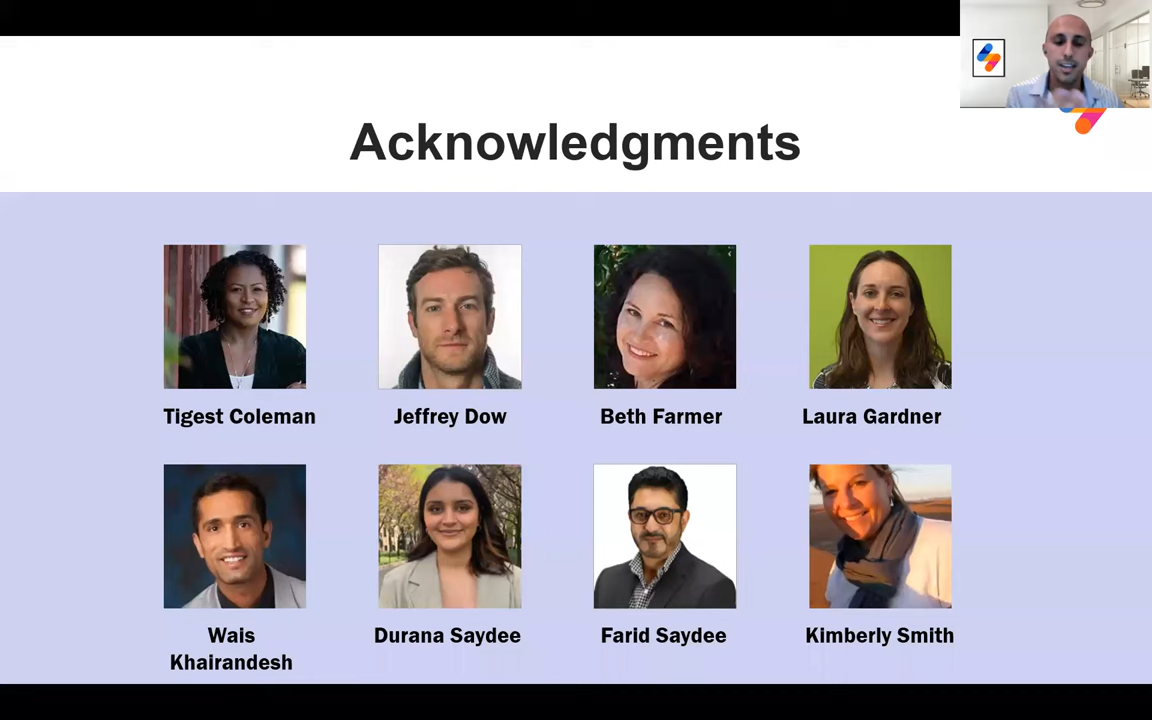 Acknowledgments
Tigest Coleman
Jeffrey Dow
Beth Farmer
Laura Gardner
Wais
Khairandesh
Durana Saydee
Farid Saydee
Kimberly Smith